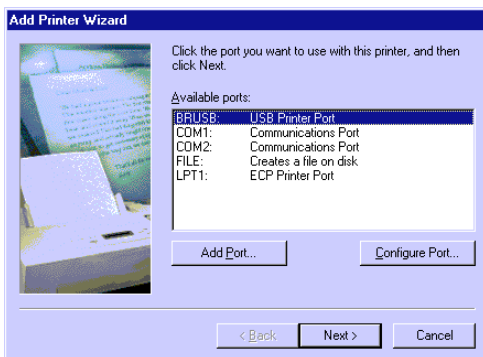 Add Printer Wizard
Click the port you want to use with this printer, and then
click Next.
Available ports:
BRUSB: USB Printer Port
COM1: Communications Port
COM2: Communications Port
FILE: Creates a file on disk
LPT1: ECP Printer Port
Add Port...
Configure Port...
< Back
Next >
Cancel